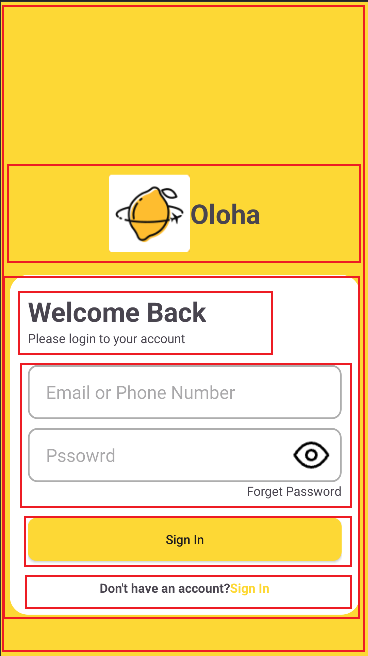 Oloha
Welcome Back
Please login to your account
Email or Phone Number
Pssowrd
Forget Password
Sign In
Don't have an account?Sign In